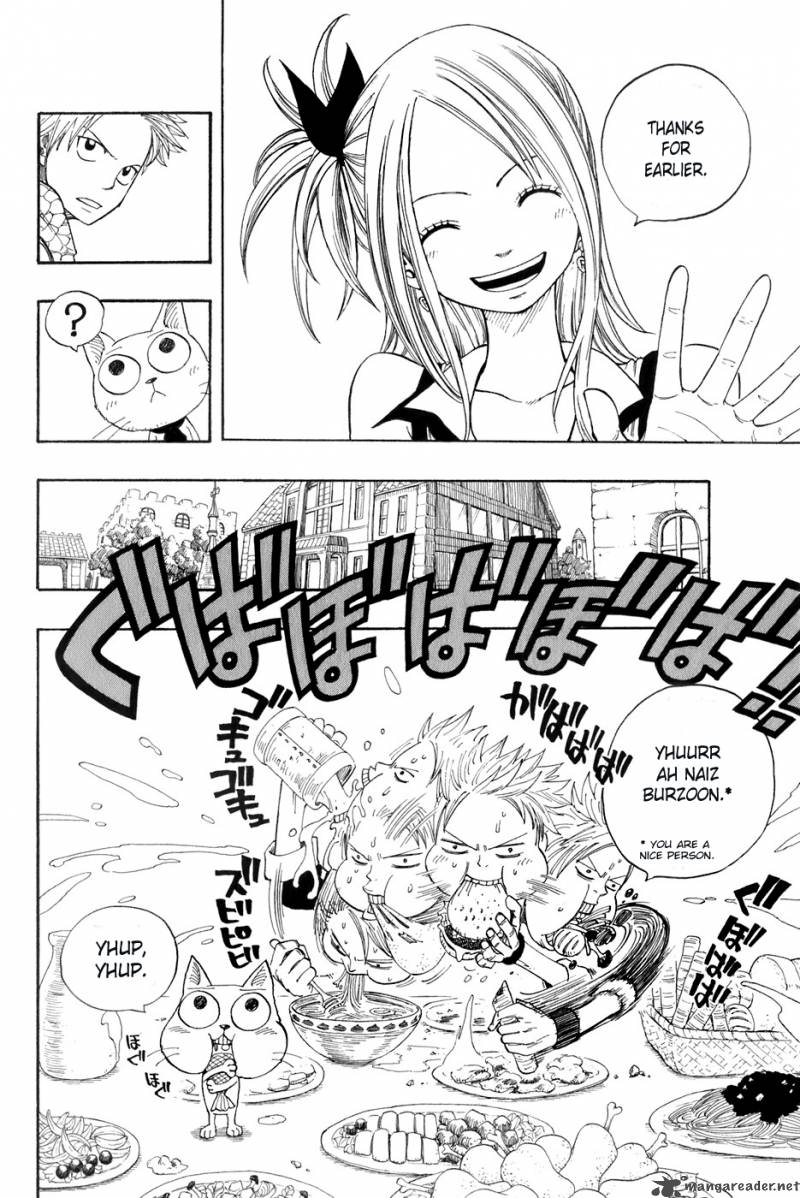 THANKS
FOR
EARLIER.
?
ぐばぼばぼば!!
ゴキュゴキュ
がばばば
YHUURR
AH NAIZ
BURZOON.*
* YOU ARE A
NICE PERSON.
ズビビビ
ぐぼばば
YHUP,
YHUP.
ほぐ
ほぐ
mangareader.net